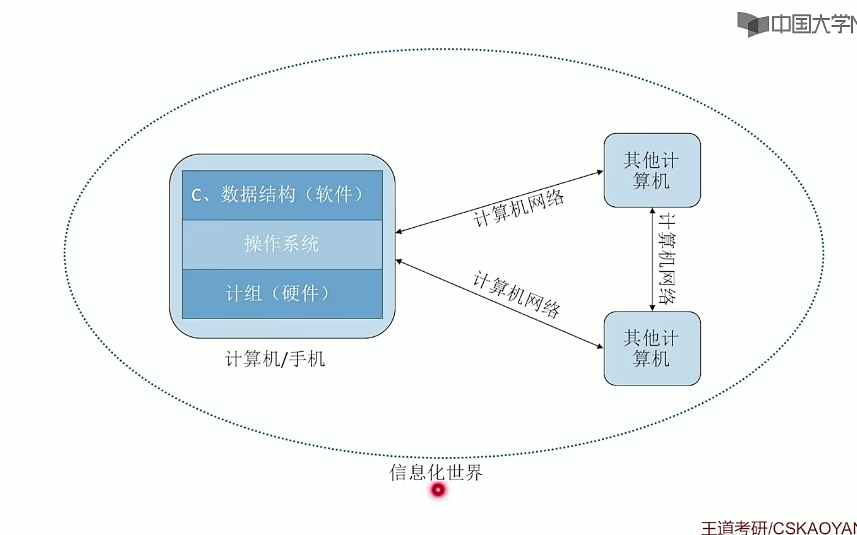 中国大学M
C、数据结构（软件）
操作系统
计组（硬件）
计算机/手机
计算机网络
计算机网络
计算机网络
其他计
算机
其他计
算机
信息化世界
王道考研/CSKAOYAN